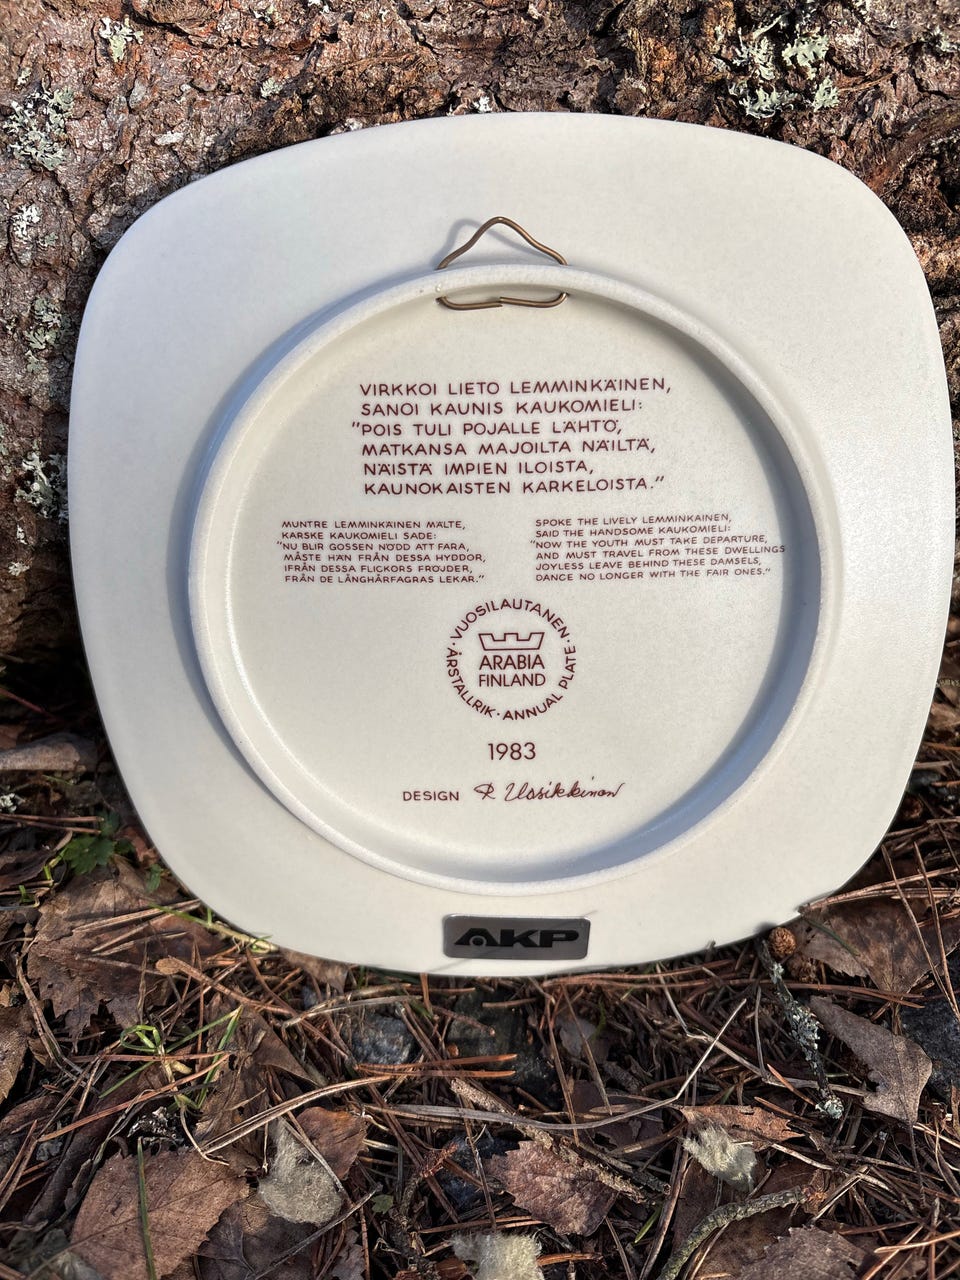 VIRKKOI LIETO LEMMINKÄINEN,
SANOI KAUNIS KAUKOMIELI:
"POIS TULI POJALLE LÄHTÖ,
MATKANSA MAJOILTA NÄILTÄ,
NÄISTÄ IMPIEN ILOISTA,
KAUNOKAISTEN KARKELOISTA."
MUNTRE LEMMINKÄINEN MÄLTE,
KARSKE KAUKOMIELI SADE:
"NU BLIR GOSSEN NÖDD ATT FARA,
MÅSTE HÄN FRÅN DESSA HYDDOR,
IFRÅN DESSA FLICKORS FRÖJDER,
FRÅN DE LÅNGHÅRFAGRAS LEKAR."
SPOKE THE LIVELY LEMMINKAINEN,
SAID THE HANDSOME KAUKOMIELI:
"NOW THE YOUTH MUST TAKE DEPARTURE,
AND MUST TRAVEL FROM THESE DWELLINGS
JOYLESS LEAVE BEHIND THESE DAMSELS,
DANCE NO LONGER WITH THE FAIR ONES."
· VUOSILAUTANEN ·
ARABIA
FINLAND
ÅRSTALLRIK · ANNUAL PLATE
1983
DESIGN R Uosikkinen
AKP